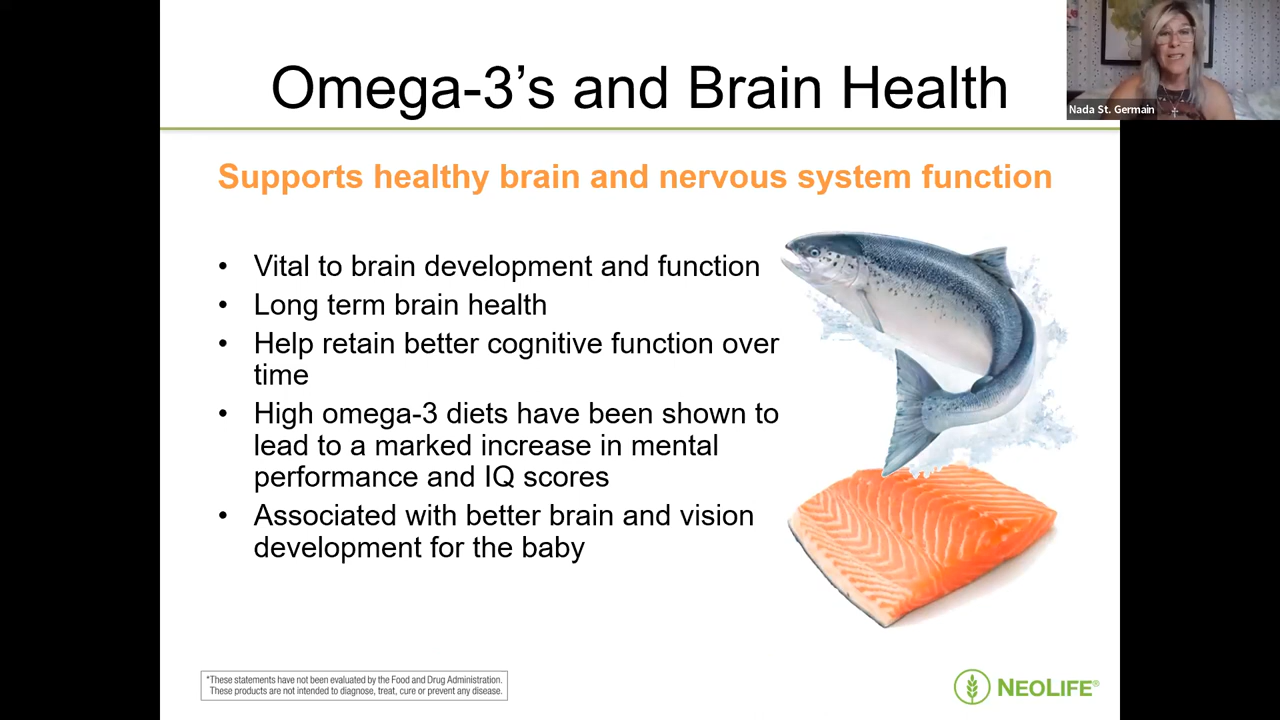 Omega-3’s and Brain Health
Nada St. Germain
Supports healthy brain and nervous system function
• Vital to brain development and function
• Long term brain health
• Help retain better cognitive function over
time
• High omega-3 diets have been shown to
lead to a marked increase in mental
performance and IQ scores
• Associated with better brain and vision
development for the baby
*These statements have not been evaluated by the Food and Drug Administration.
These products are not intended to diagnose, treat, cure or prevent any disease.
NEOLIFE®